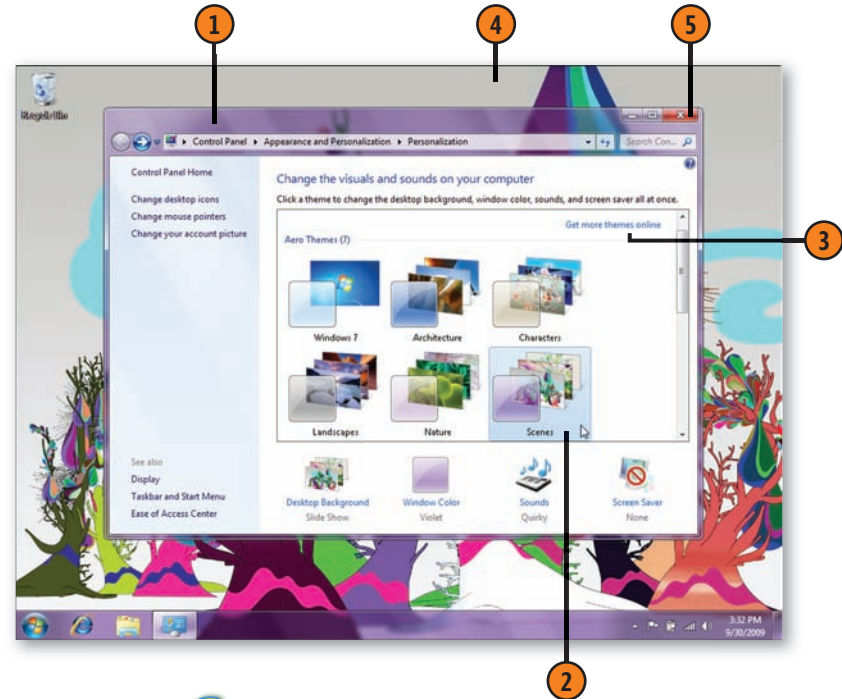 1 4 5
Recycle Bin
Control Panel Appearance and Personalization Personalization Search Con...
Control Panel Home
Change desktop icons
Change mouse pointers
Change your account picture
Change the visuals and sounds on your computer
Click a theme to change the desktop background, window color, sounds, and screen saver all at once.
Get more themes online
3
Aero Themes (7)
Windows 7 Architecture Characters
Landscapes Nature Scenes
See also
Display
Taskbar and Start Menu
Ease of Access Center
Desktop Background Window Color Sounds Screen Saver
Slide Show Violet Quirky None
3:32 PM
9/30/2009
2